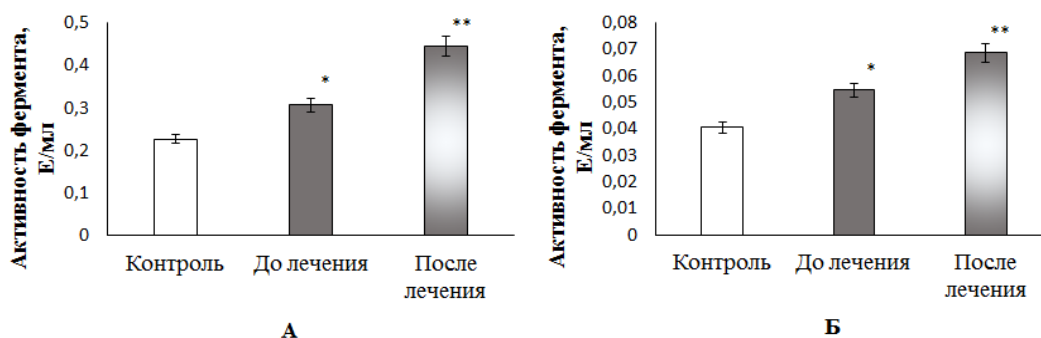 Активность фермента,
Е/мл
0,5
0,4
0,3
0,2
0,1
0
*
**
Контроль
До лечения
После
лечения
А
Активность фермента,
Е/мл
0,08
0,07
0,06
0,05
0,04
0,03
0,02
0,01
0
*
**
Контроль
До лечения
После
лечения
Б